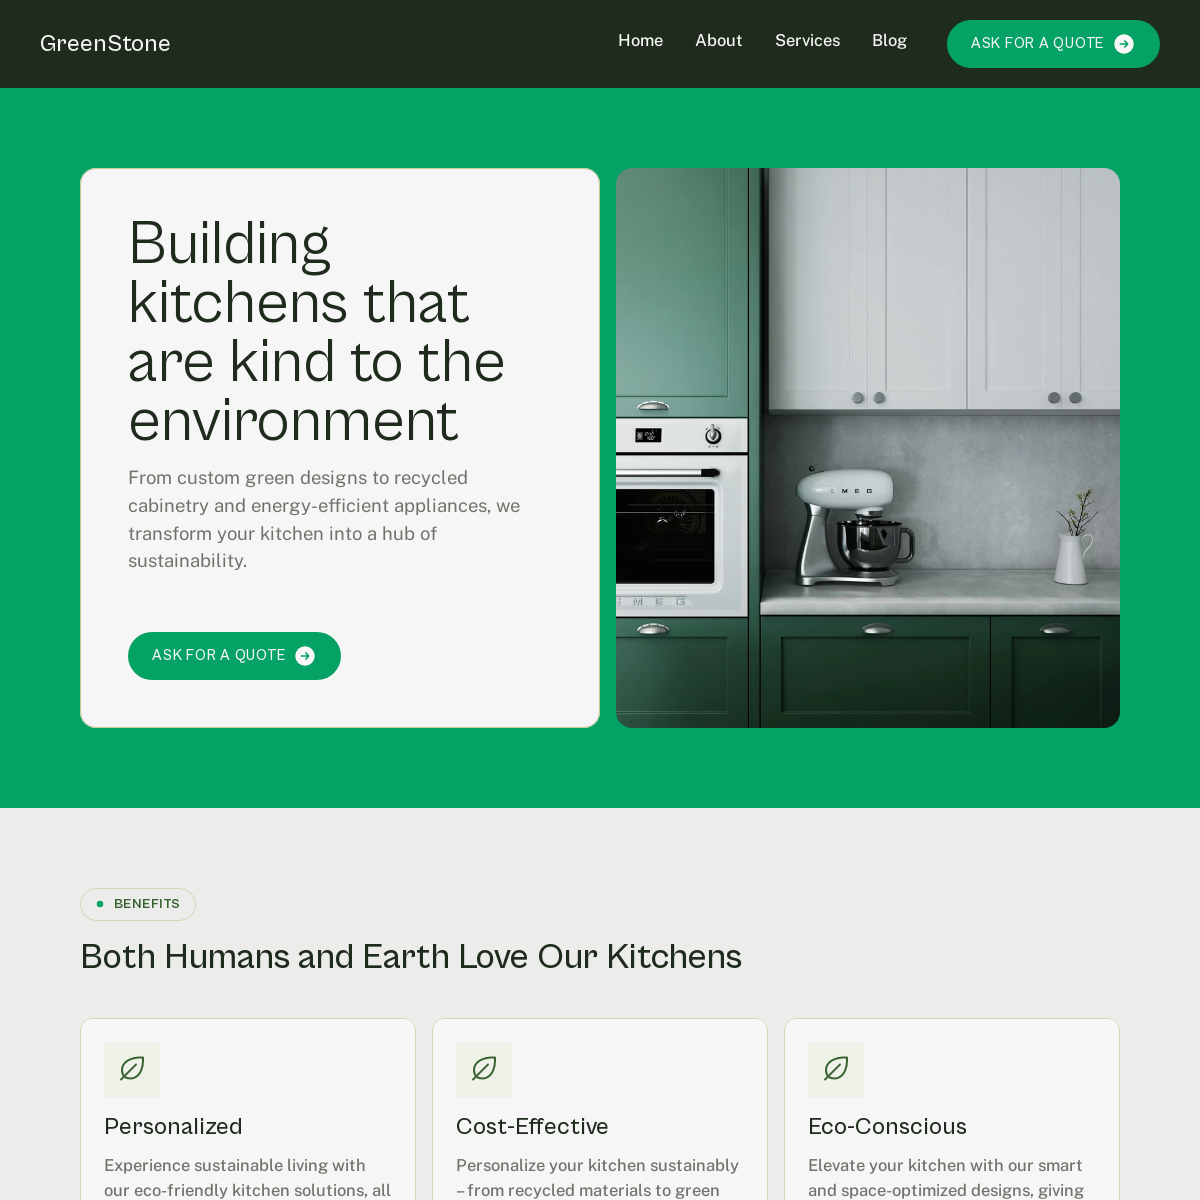 GreenStone
Home
About
Services
Blog
ASK FOR A QUOTE
Building
kitchens that
are kind to the
environment
From custom green designs to recycled
cabinetry and energy-efficient appliances, we
transform your kitchen into a hub of
sustainability.
ASK FOR A QUOTE
SMEG
SMEG
BENEFITS
Both Humans and Earth Love Our Kitchens
Personalized
Experience sustainable living with
our eco-friendly kitchen solutions, all
Cost-Effective
Personalize your kitchen sustainably
– from recycled materials to green
Eco-Conscious
Elevate your kitchen with our smart
and space-optimized designs, giving